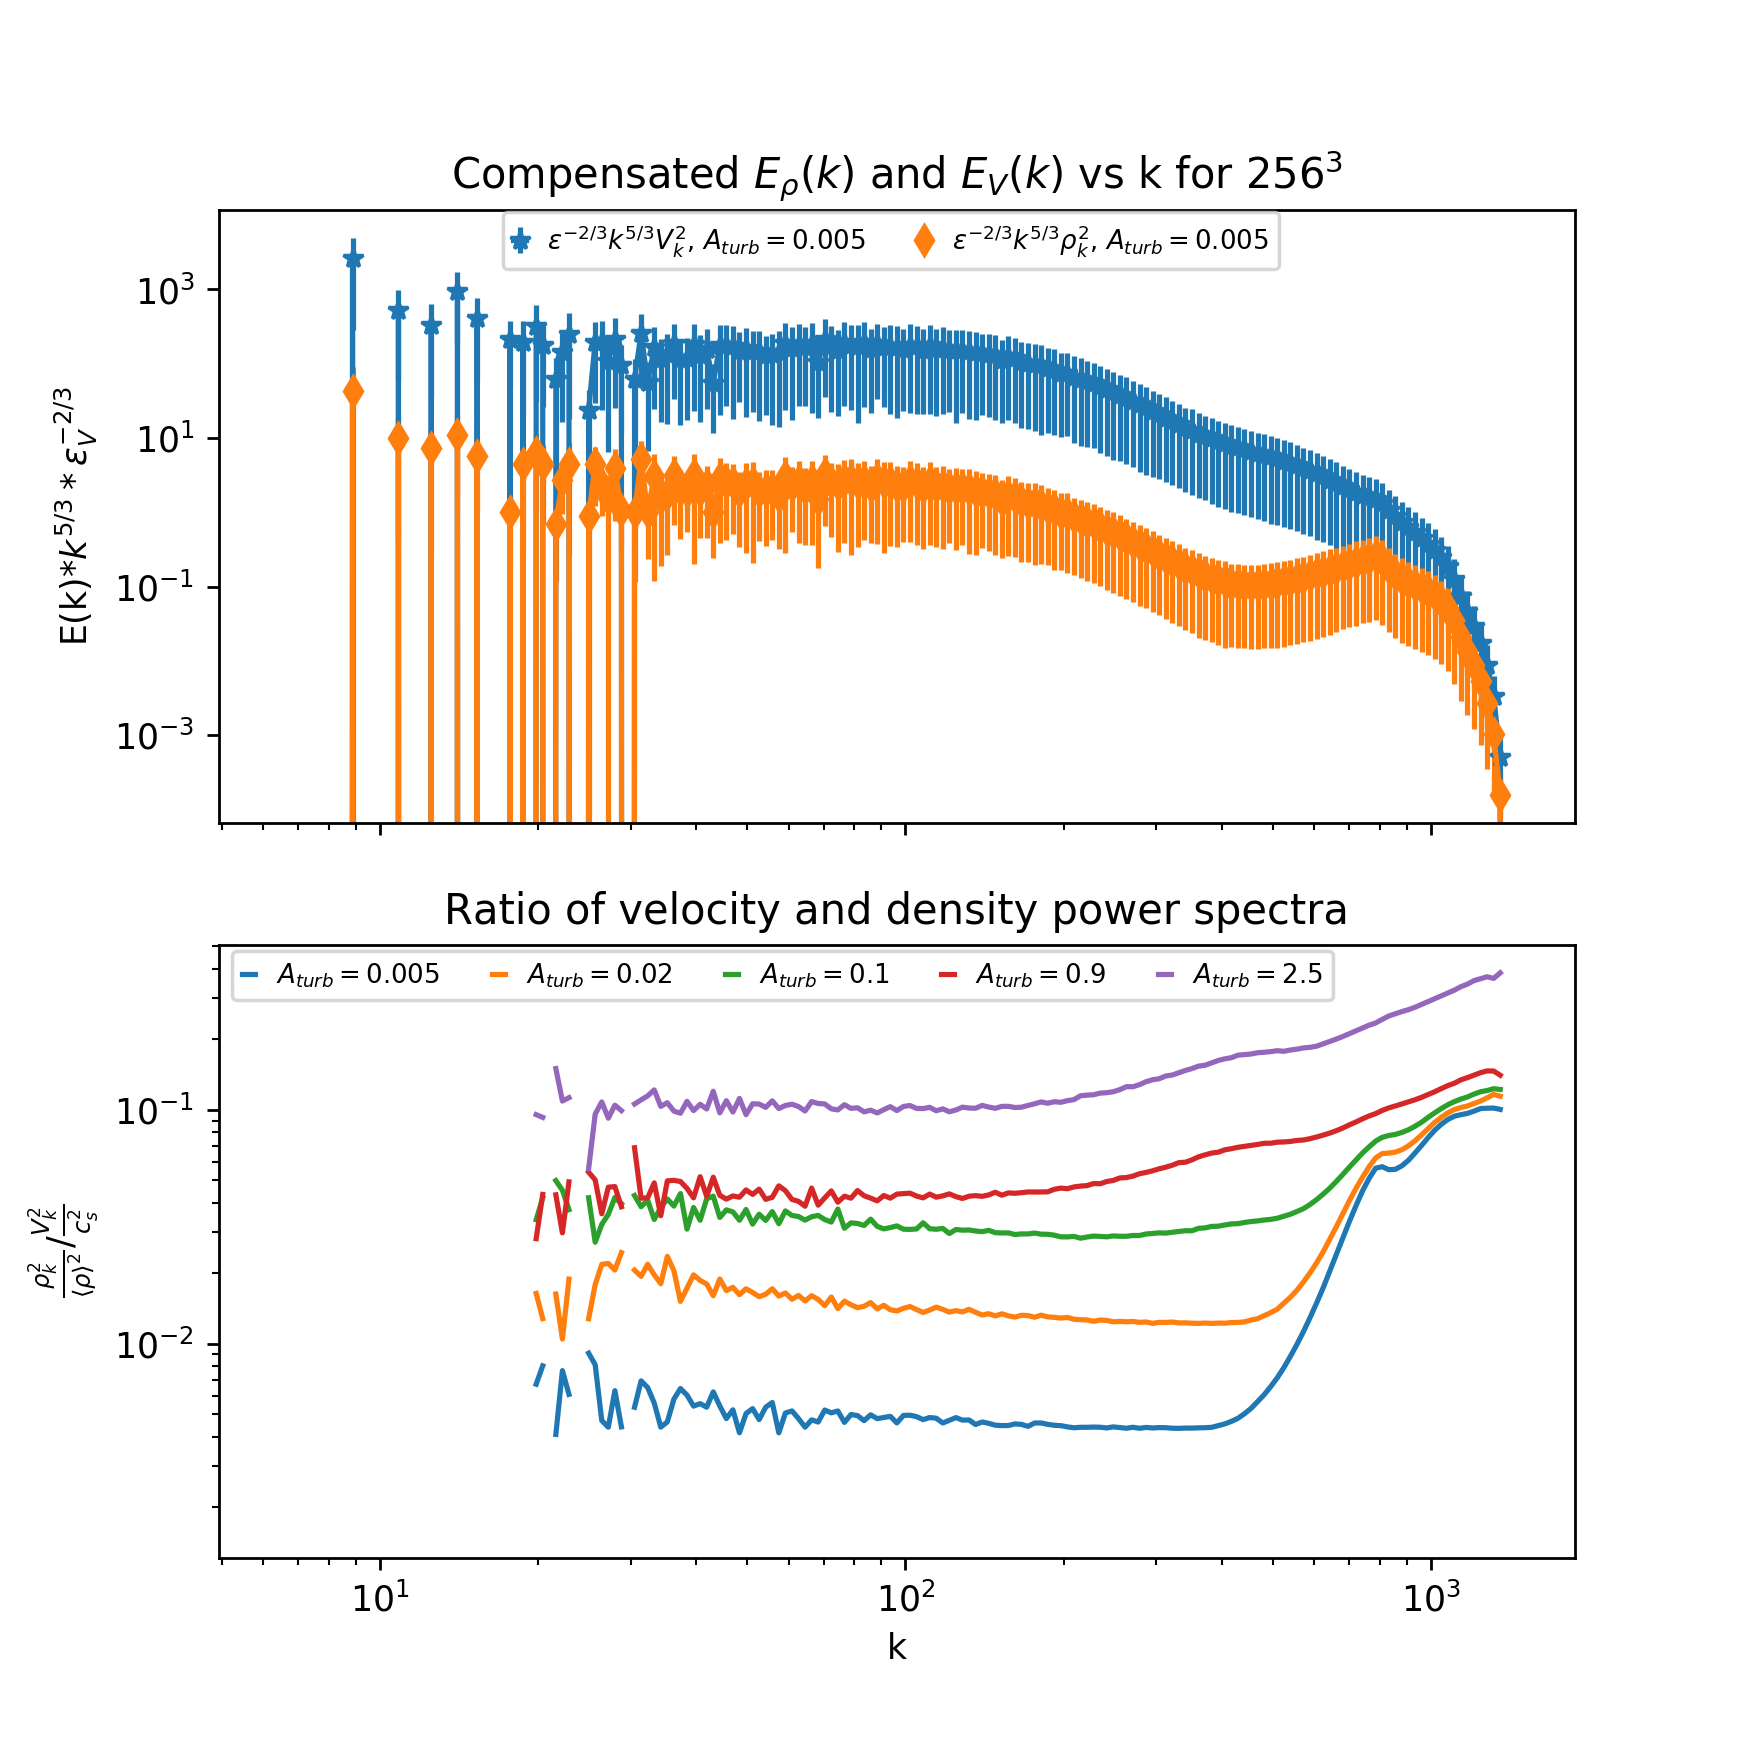 Compensated $E_\rho(k)$ and $E_V(k)$ vs k for $256^3$
$\varepsilon^{-2/3}k^{5/3}V_k^2$, $A_{turb} = 0.005$ $\varepsilon^{-2/3}k^{5/3}\rho_k^2$, $A_{turb} = 0.005$
E(k)*$k^{5/3} * \varepsilon_V^{-2/3}$
$10^3$
$10^1$
$10^{-1}$
$10^{-3}$
Ratio of velocity and density power spectra
$A_{turb} = 0.005$ $A_{turb} = 0.02$ $A_{turb} = 0.1$ $A_{turb} = 0.9$ $A_{turb} = 2.5$
$\frac{\rho_k^2}{\langle\rho\rangle^2}/\frac{V_k^2}{c_s^2}$
$10^{-1}$
$10^{-2}$
$10^1$ $10^2$ $10^3$
k